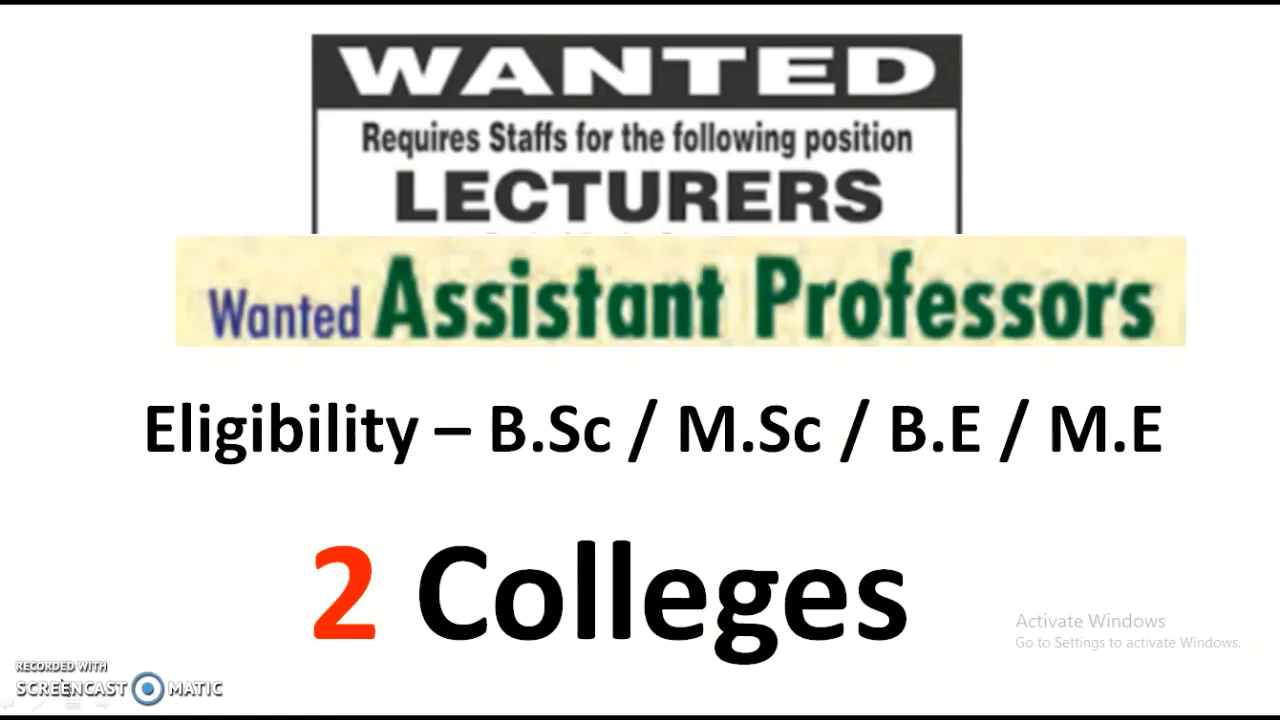 WANTED
Requires Staffs for the following position
LECTURERS
Wanted Assistant Professors
Eligibility – B.Sc / M.Sc / B.E / M.E
2 Colleges
Activate Windows
Go to Settings to activate Windows.
RECORDED WITH
SCREENCAST MATIC